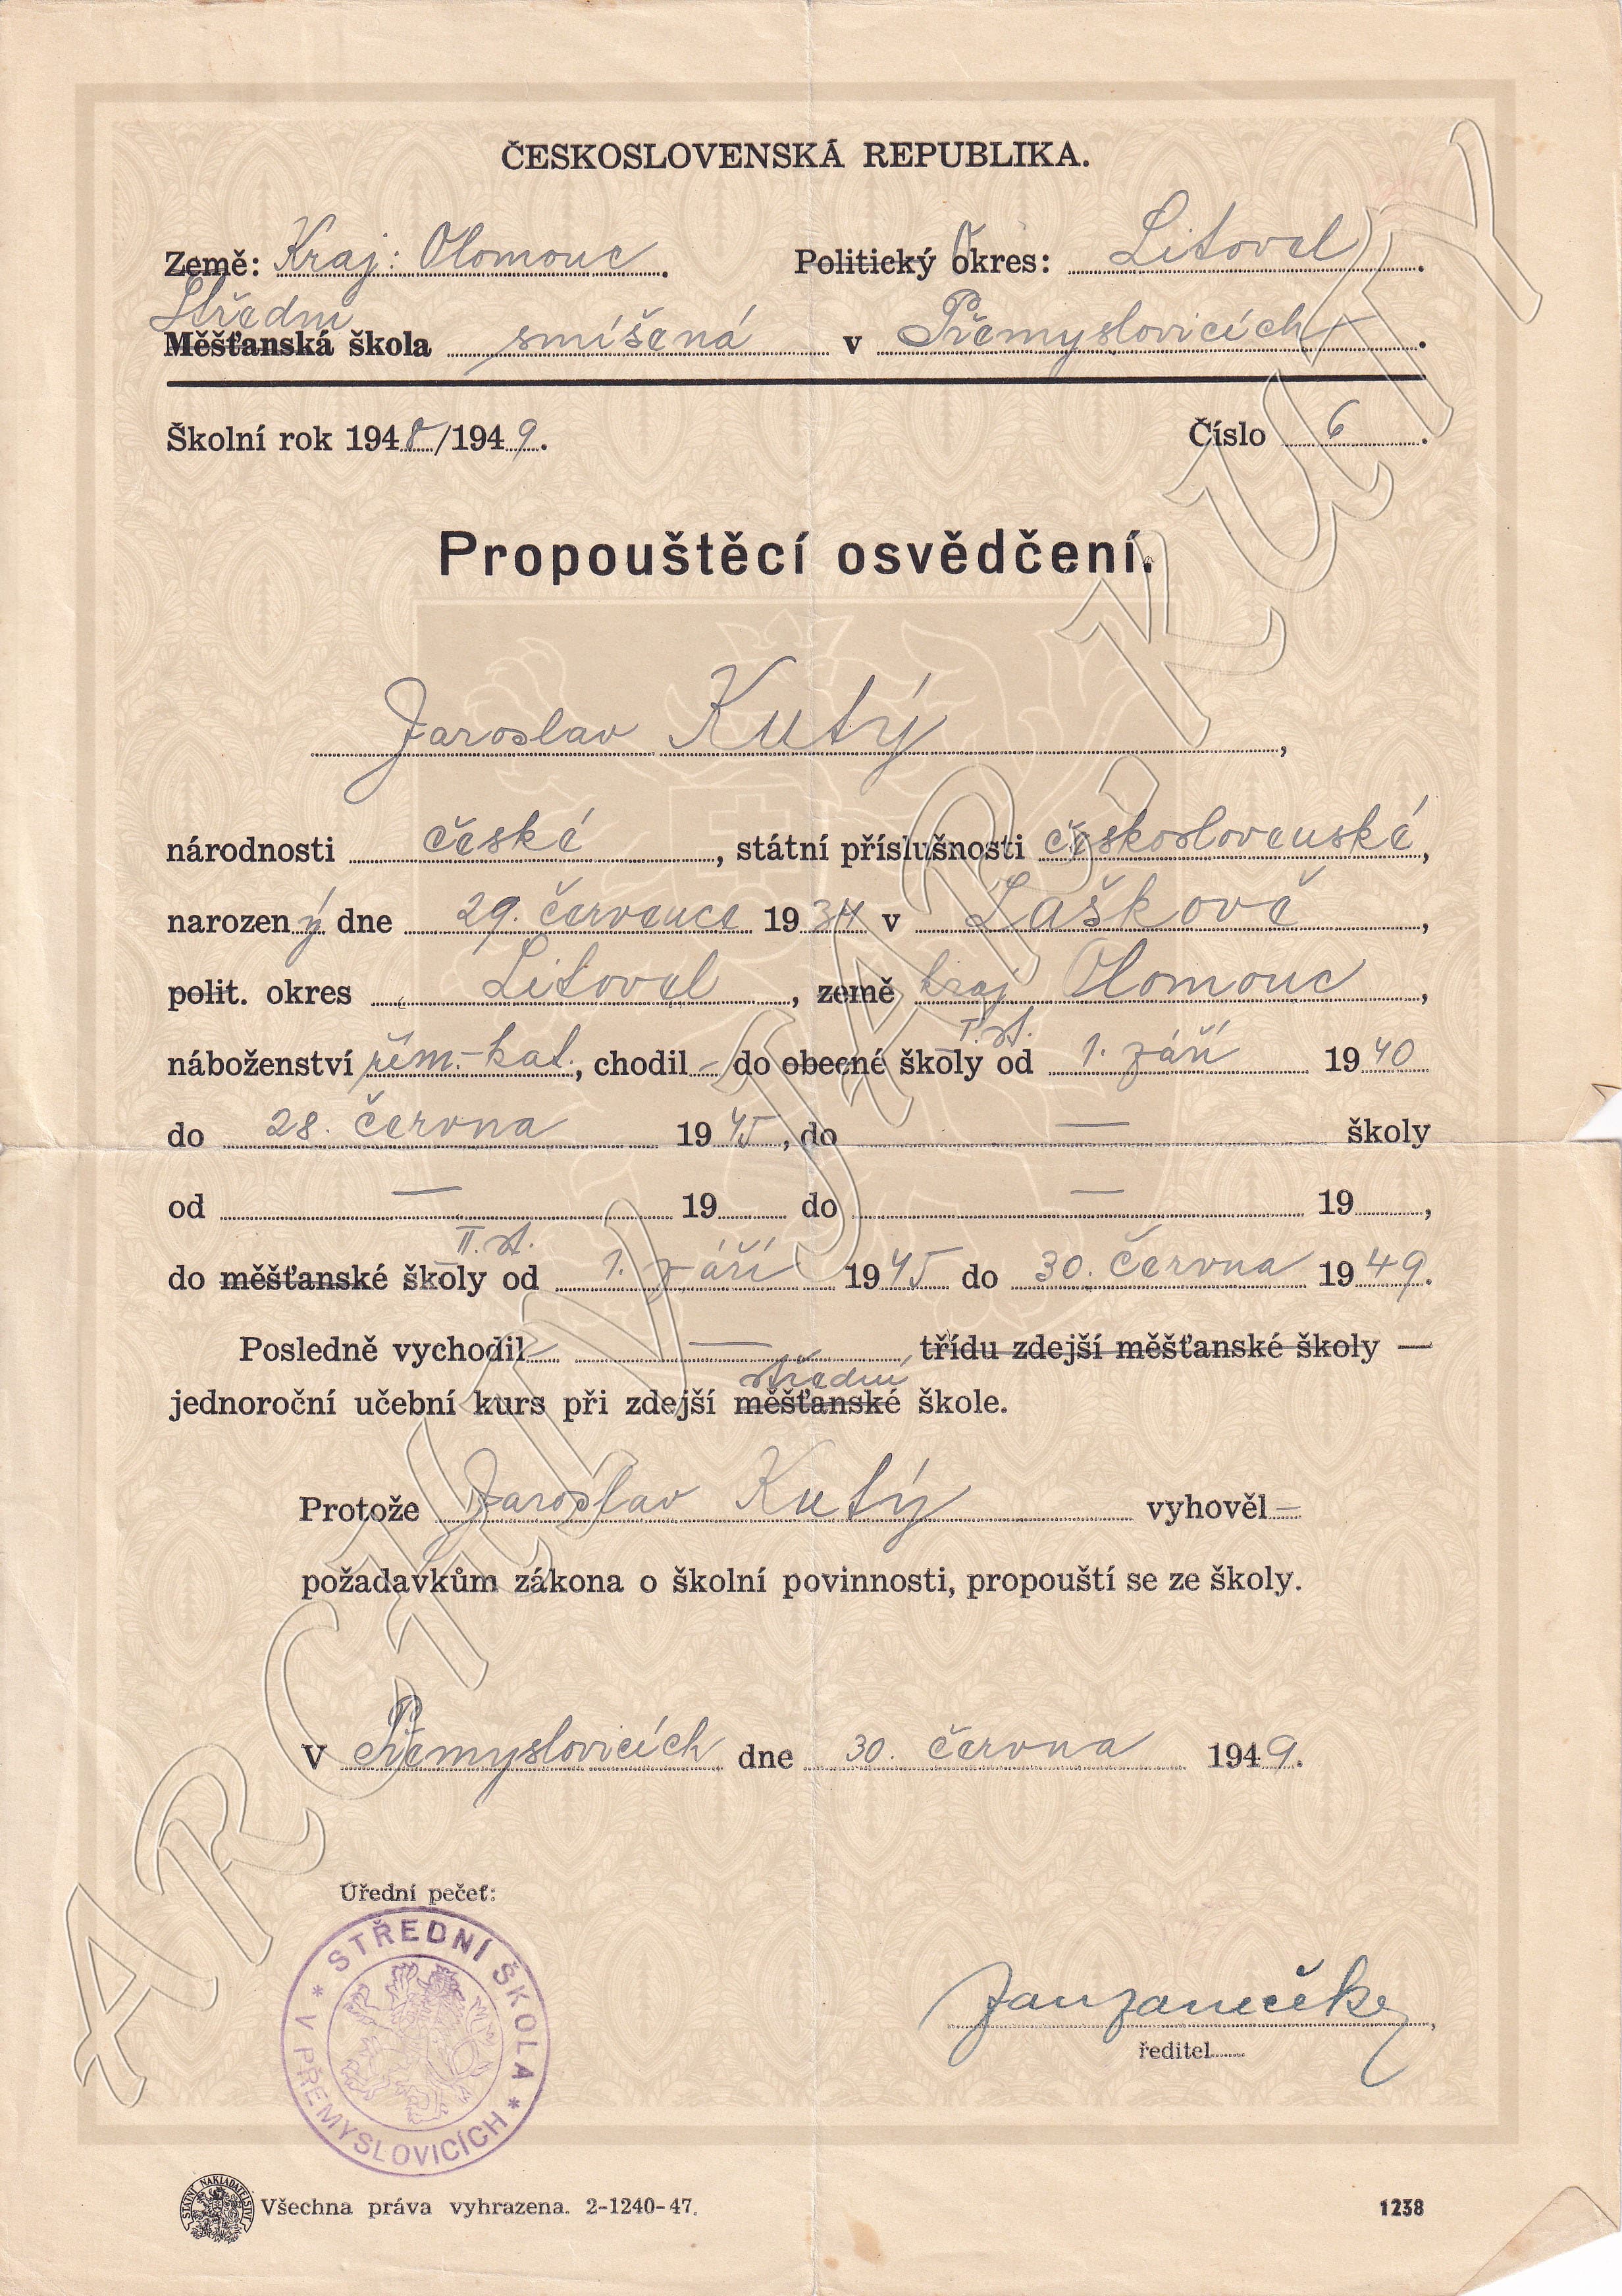 ČESKOSLOVENSKÁ REPUBLIKA.
Země: Kraj: Olomouc. Politický Okres: Litovel.
Střední
Měšťanská škola smíšená v Přemyslovicích.
Školní rok 1948/1949. Číslo 6.
Propouštěcí osvědčení.
Jaroslav Kutý,
národnosti české, státní příslušnosti československé,
narozený dne 29. července 1934 v Laškově,
polit. okres Litovel, země kraj Olomouc,
I. st.
náboženství řím.-kat., chodil – do obecné školy od 1. září 1940
do 28. června 1945, do — školy
od — 19 do — 19,
II. st.
do měšťanské školy od 1. září 1945 do 30. června 1949.
Posledně vychodil – — třídu zdejší měšťanské školy —
střední
jednoroční učební kurs při zdejší měšťanské škole.
Protože Jaroslav Kutý vyhověl –
požadavkům zákona o školní povinnosti, propouští se ze školy.
V Přemyslovicích dne 30. června 1949.
Úřední pečeť:
* STŘEDNÍ ŠKOLA * V PŘEMYSLOVICÍCH
Janzanečék
ředitel
STÁTNÍ NAKLADATELSTVÍ
Všechna práva vyhrazena. 2-1240-47.
1238
ARCHIV JAR. KUTÝ